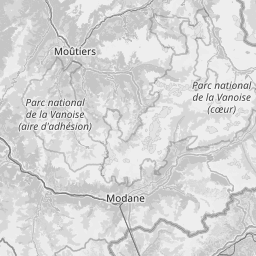 Moûtiers
Parc national
de la Vanoise
(cœur)
Parc national
de la Vanoise
(aire d'adhésion)
Modane